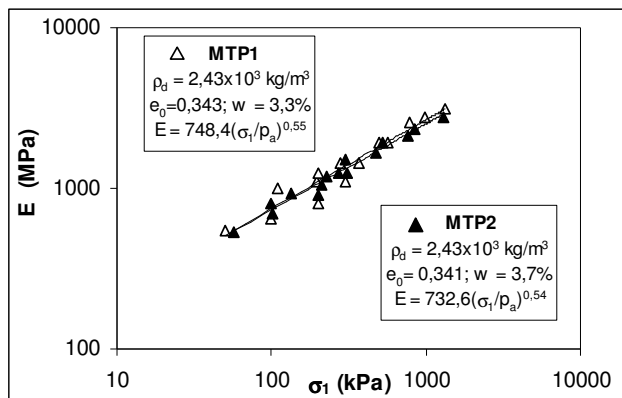 10000
△ MTP1
ρd = 2,43x10³ kg/m³
e0=0,343; w = 3,3%
E = 748,4(σ1/pa)^0,55
E (MPa)
1000
▲ MTP2
ρd = 2,43x10³ kg/m³
e0= 0,341; w = 3,7%
E = 732,6(σ1/pa)^0,54
100
10 100 1000 10000
σ1 (kPa)